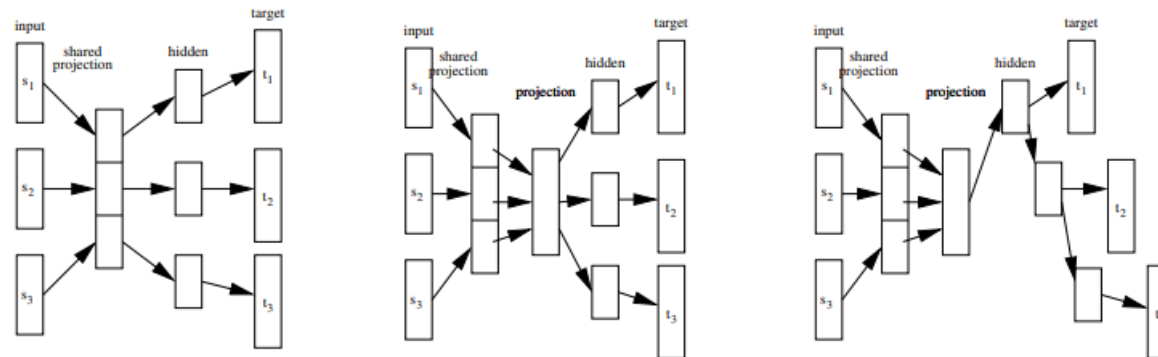 input
shared
projection
hidden
target
s1
s2
s3
t1
t2
t3
input
shared
projection
projection
hidden
target
s1
s2
s3
t1
t2
t3
input
shared
projection
projection
hidden
target
s1
s2
s3
t1
t2